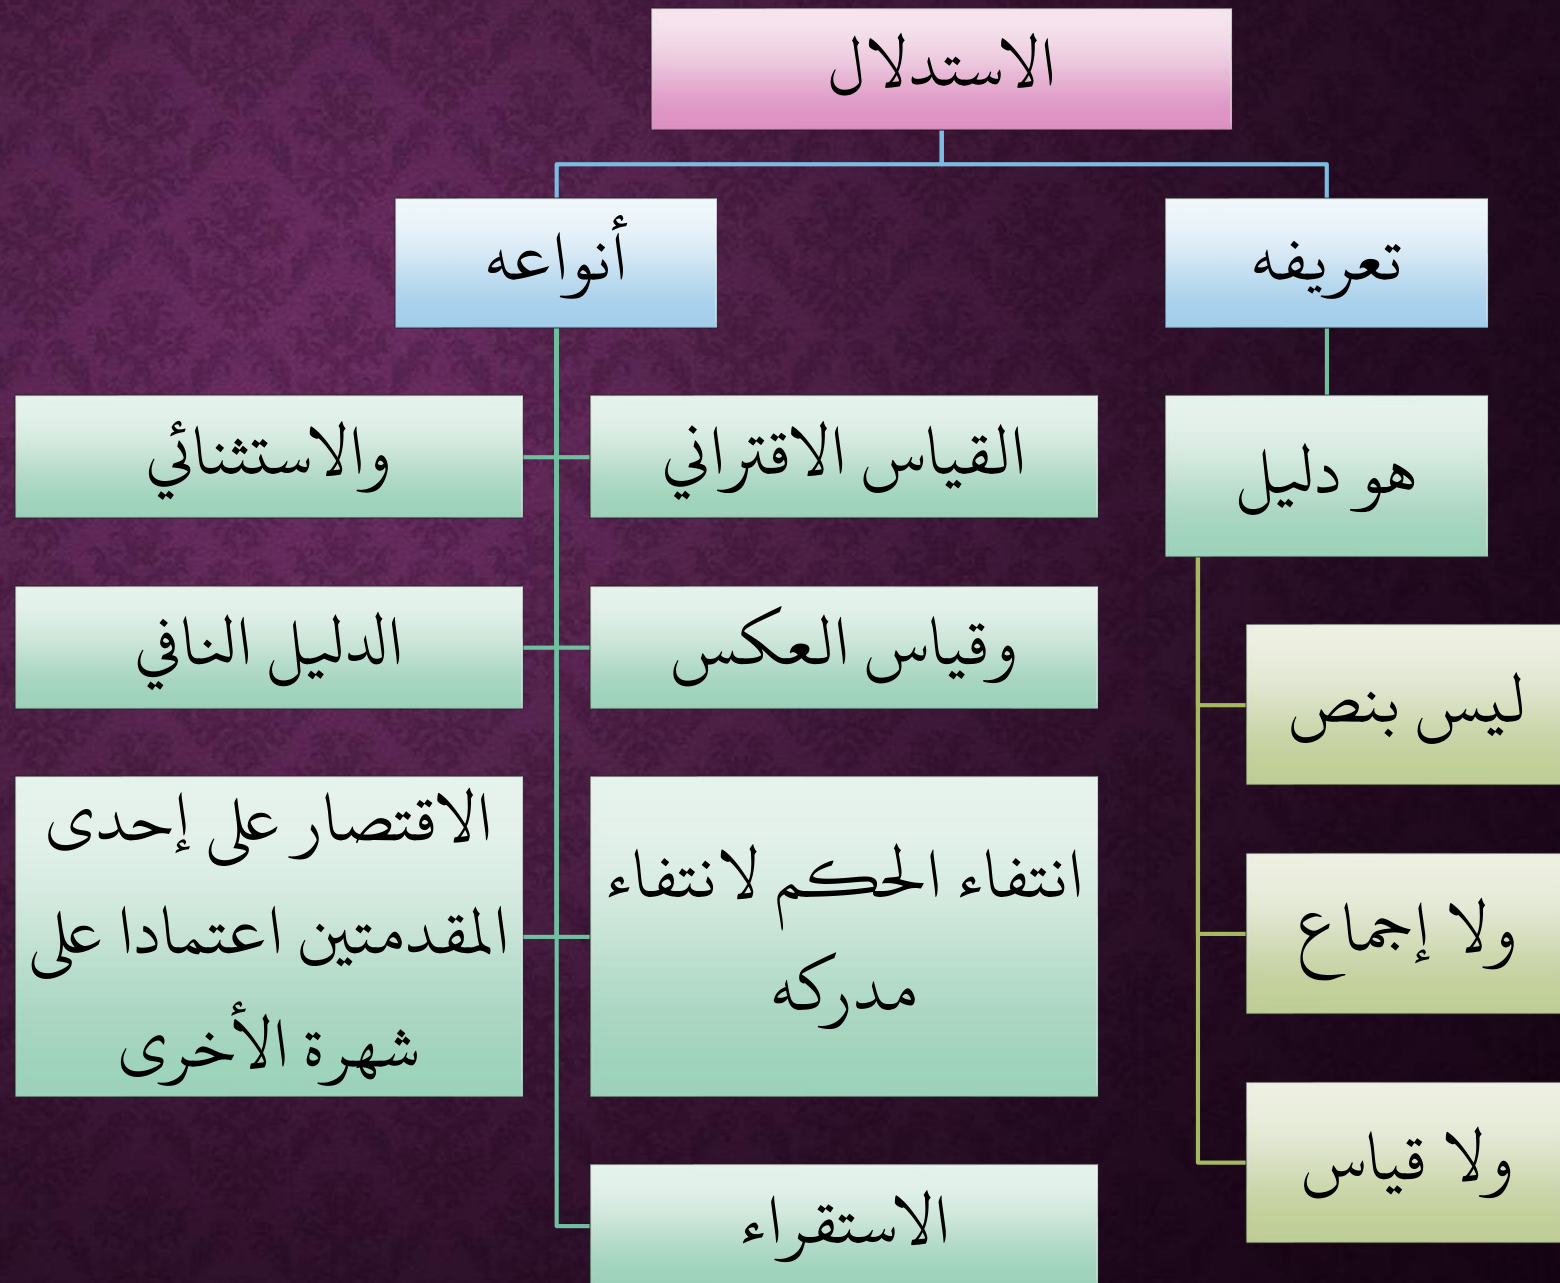 الاستدلال
تعريفه
هو دليل
ليس بنص
ولا إجماع
ولا قياس
أنواعه
القياس الاقتراني
والاستثنائي
وقياس العكس
الدليل النافي
انتفاء الحكم لانتفاء
مدركه
الاقتصار على إحدى
المقدمتين اعتمادا على
شهرة الأخرى
الاستقراء